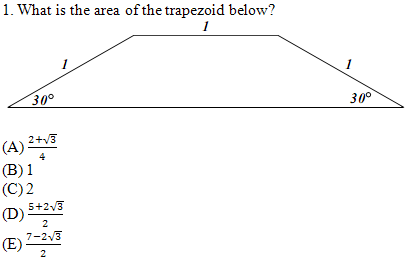 1. What is the area of the trapezoid below?
1
1
1
30°
30°
(A) (2+√3)/4
(B) 1
(C) 2
(D) (5+2√3)/2
(E) (7−2√3)/2